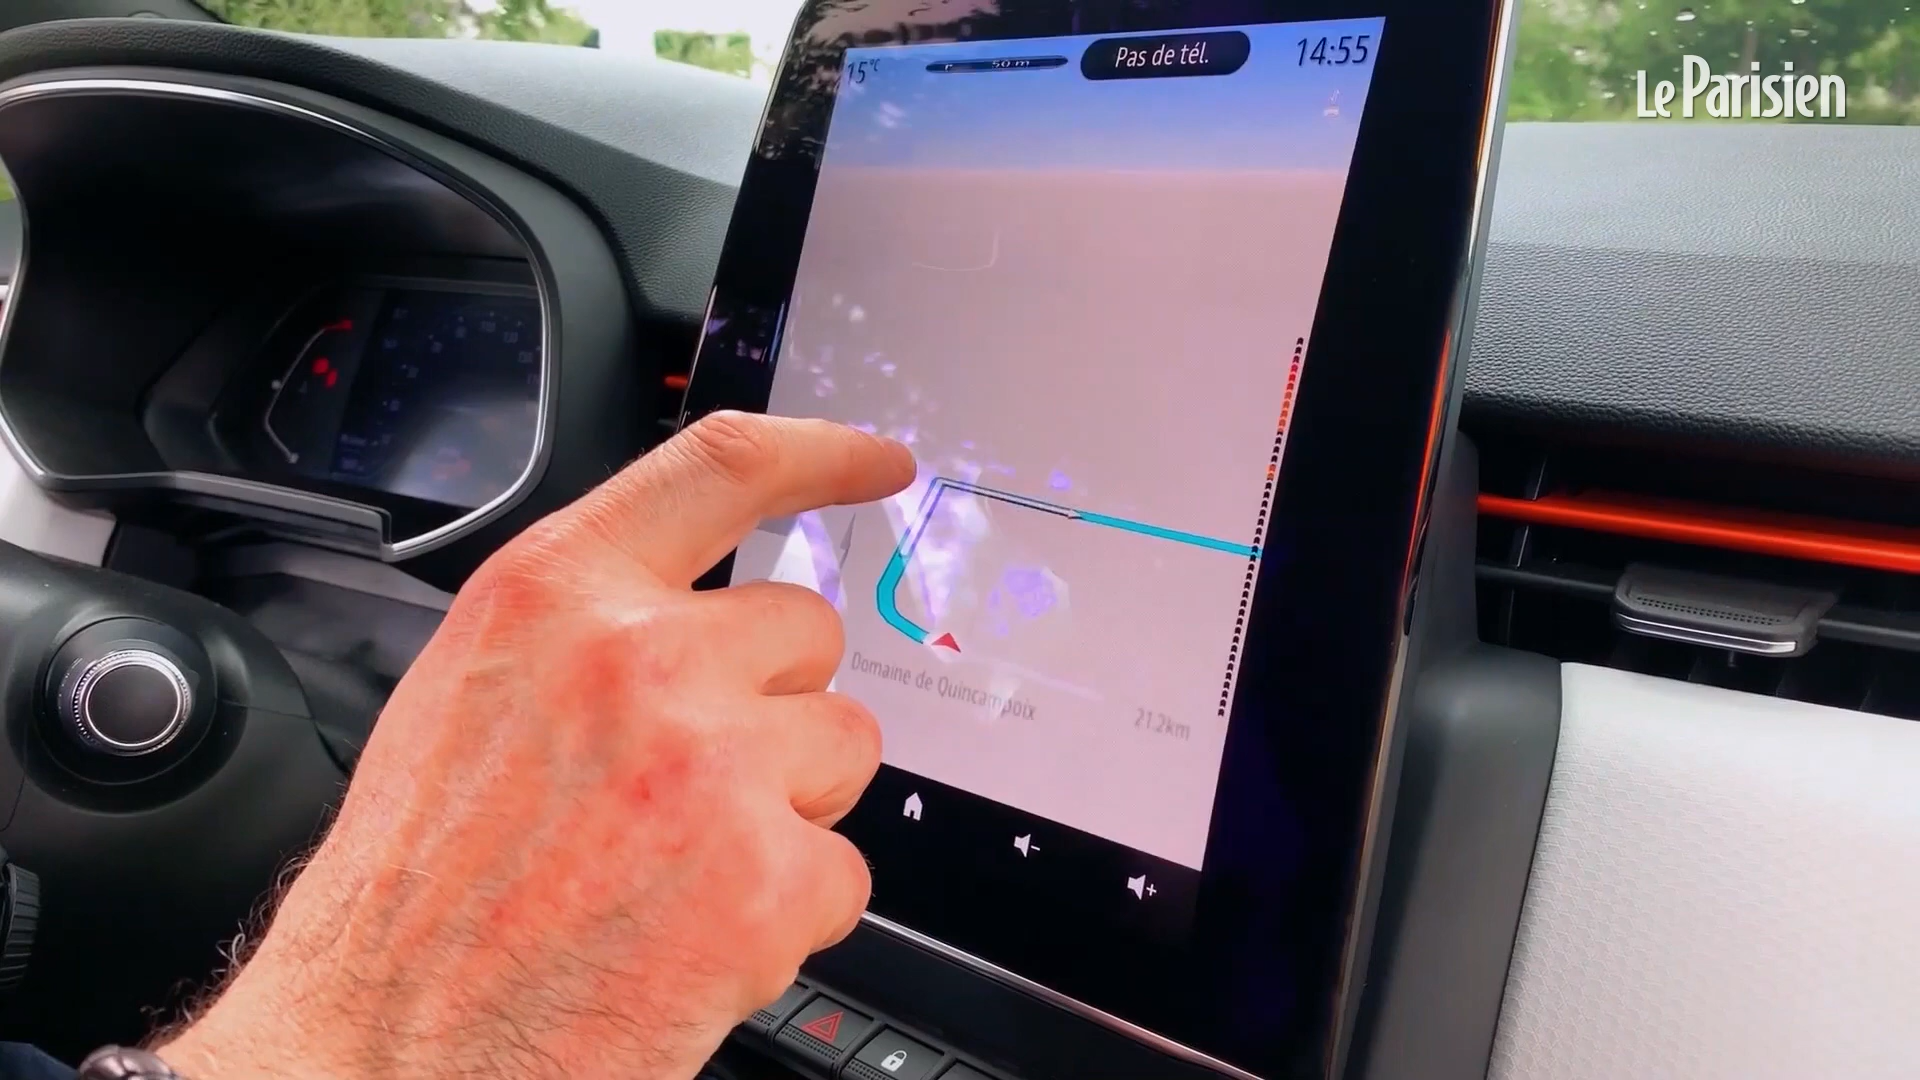 15°C
50 m
Pas de tél.
14:55
Le Parisien
Domaine de Quincampoix
21.2km